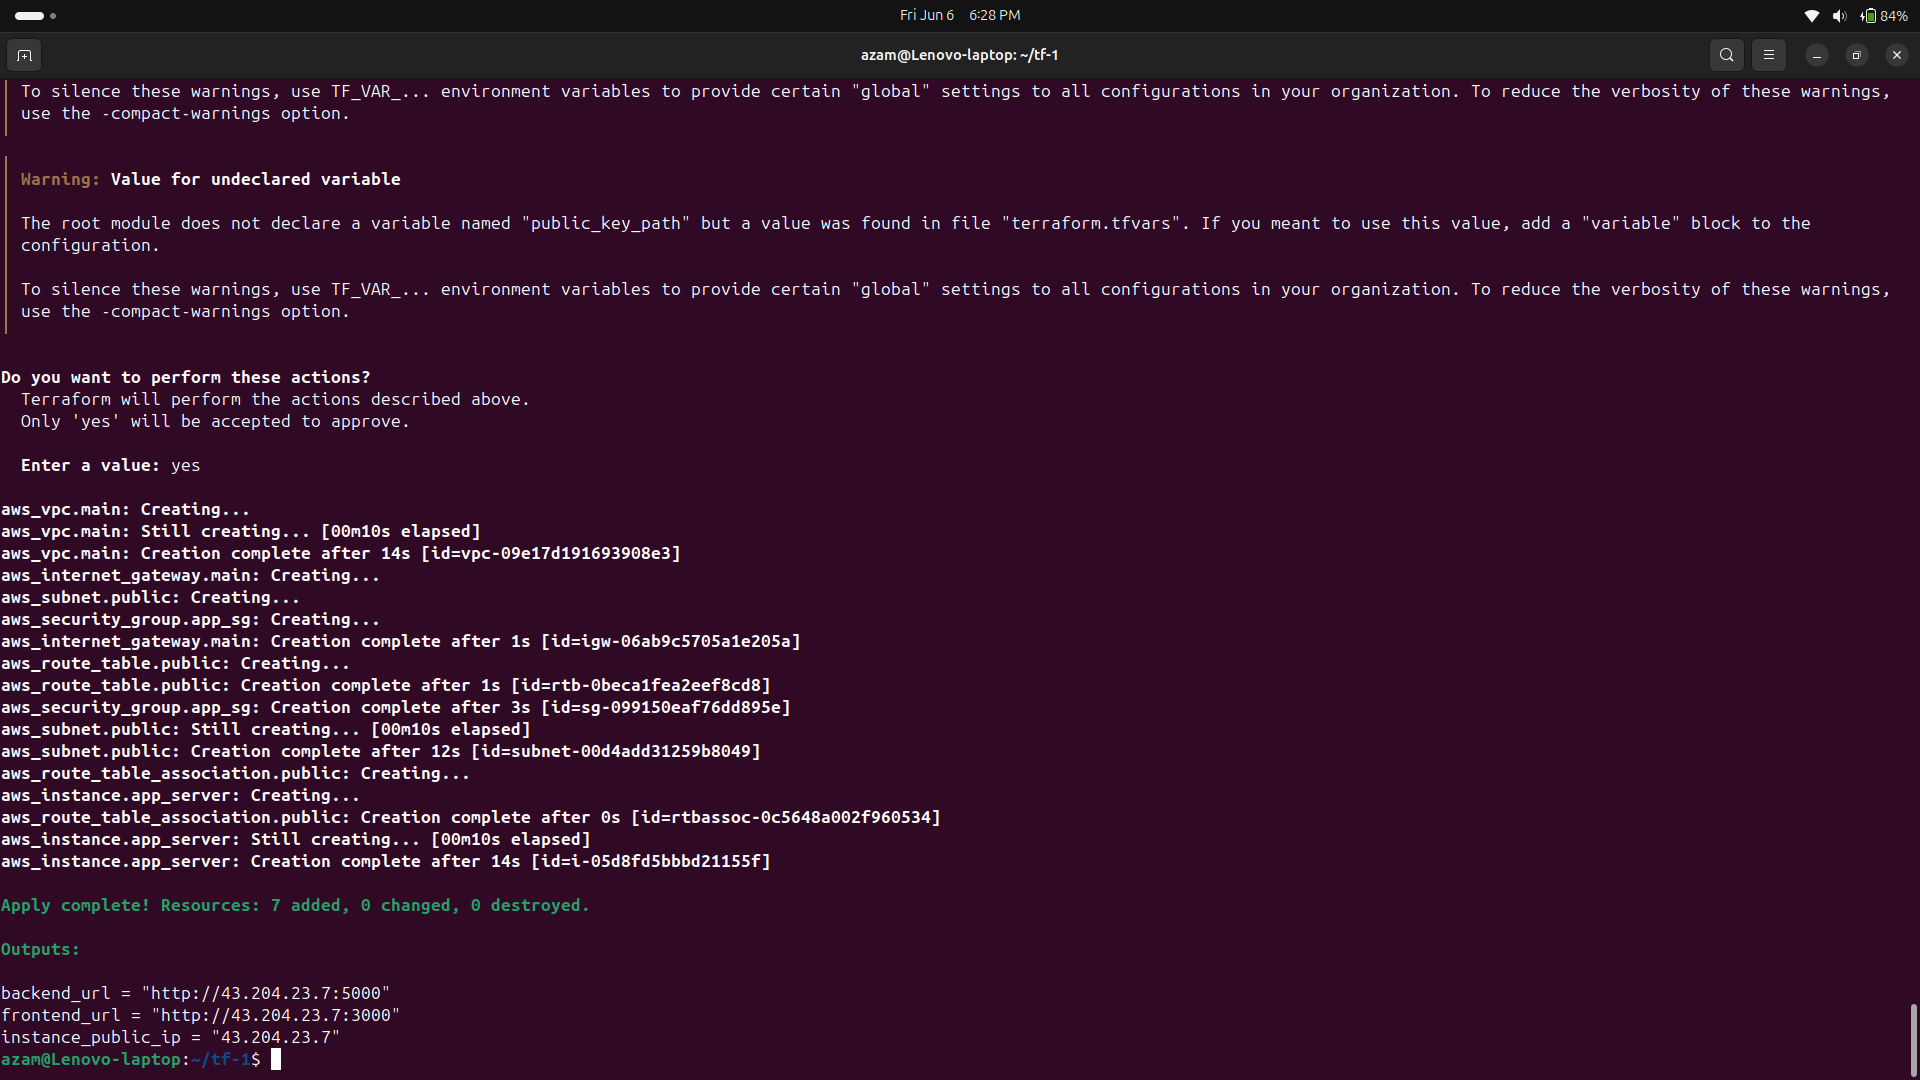 Fri Jun 6 6:28 PM
84%
azam@Lenovo-laptop: ~/tf-1
To silence these warnings, use TF_VAR_... environment variables to provide certain "global" settings to all configurations in your organization. To reduce the verbosity of these warnings,
use the -compact-warnings option.
Warning: Value for undeclared variable
The root module does not declare a variable named "public_key_path" but a value was found in file "terraform.tfvars". If you meant to use this value, add a "variable" block to the
configuration.
To silence these warnings, use TF_VAR_... environment variables to provide certain "global" settings to all configurations in your organization. To reduce the verbosity of these warnings,
use the -compact-warnings option.
Do you want to perform these actions?
Terraform will perform the actions described above.
Only 'yes' will be accepted to approve.
Enter a value: yes
aws_vpc.main: Creating...
aws_vpc.main: Still creating... [00m10s elapsed]
aws_vpc.main: Creation complete after 14s [id=vpc-09e17d191693908e3]
aws_internet_gateway.main: Creating...
aws_subnet.public: Creating...
aws_security_group.app_sg: Creating...
aws_internet_gateway.main: Creation complete after 1s [id=igw-06ab9c5705a1e205a]
aws_route_table.public: Creating...
aws_route_table.public: Creation complete after 1s [id=rtb-0beca1fea2eef8cd8]
aws_security_group.app_sg: Creation complete after 3s [id=sg-099150eaf76dd895e]
aws_subnet.public: Still creating... [00m10s elapsed]
aws_subnet.public: Creation complete after 12s [id=subnet-00d4add31259b8049]
aws_route_table_association.public: Creating...
aws_instance.app_server: Creating...
aws_route_table_association.public: Creation complete after 0s [id=rtbassoc-0c5648a002f960534]
aws_instance.app_server: Still creating... [00m10s elapsed]
aws_instance.app_server: Creation complete after 14s [id=i-05d8fd5bbbd21155f]
Apply complete! Resources: 7 added, 0 changed, 0 destroyed.
Outputs:
backend_url = "http://43.204.23.7:5000"
frontend_url = "http://43.204.23.7:3000"
instance_public_ip = "43.204.23.7"
azam@Lenovo-laptop:~/tf-1$